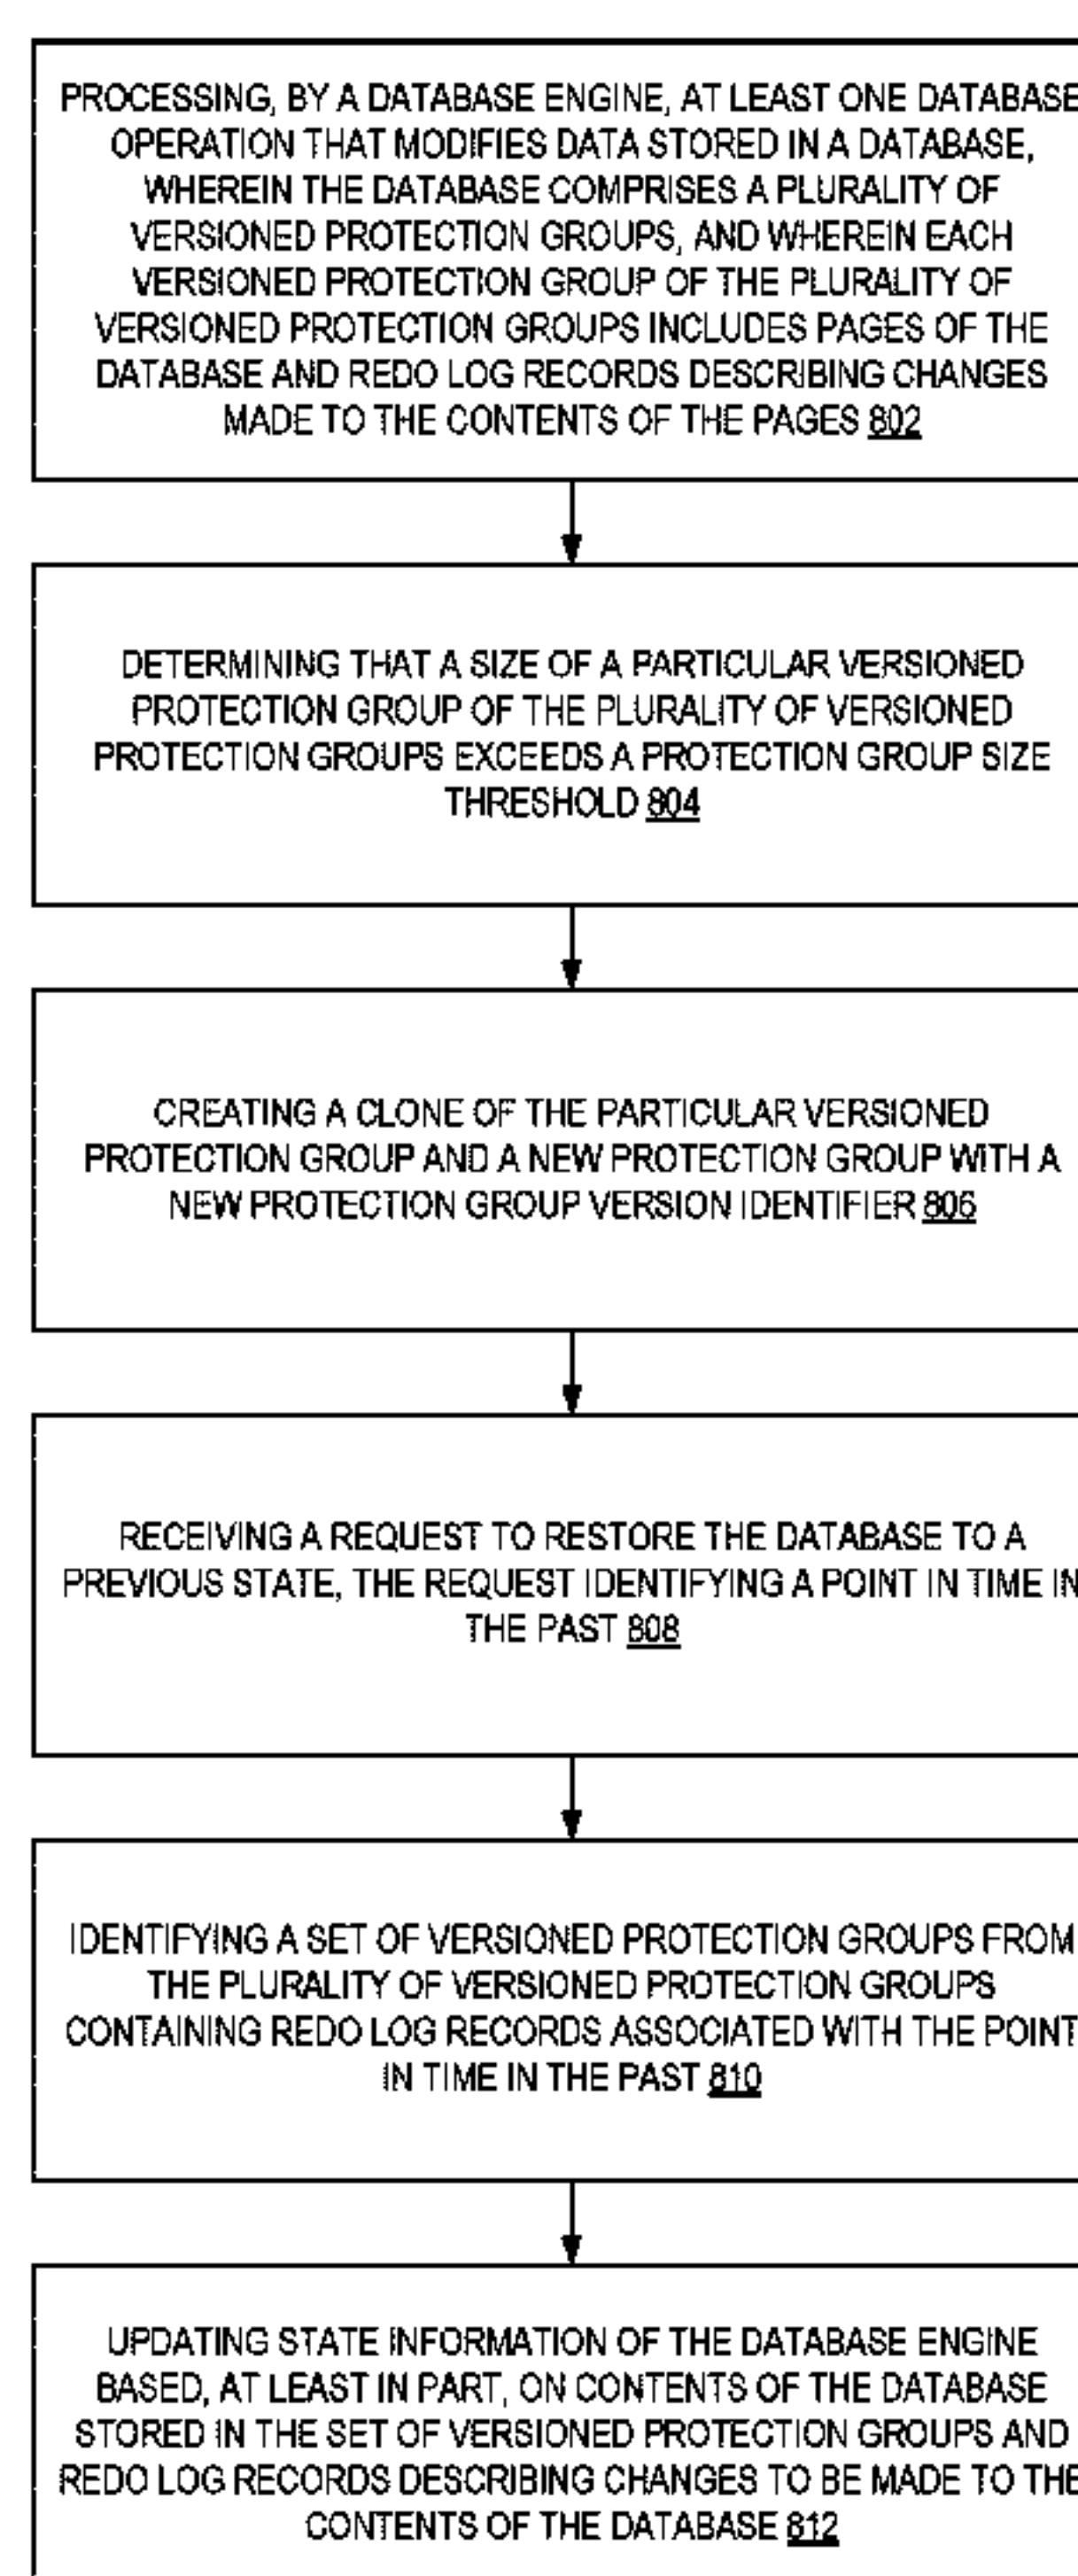 PROCESSING, BY A DATABASE ENGINE, AT LEAST ONE DATABASE
OPERATION THAT MODIFIES DATA STORED IN A DATABASE,
WHEREIN THE DATABASE COMPRISES A PLURALITY OF
VERSIONED PROTECTION GROUPS, AND WHEREIN EACH
VERSIONED PROTECTION GROUP OF THE PLURALITY OF
VERSIONED PROTECTION GROUPS INCLUDES PAGES OF THE
DATABASE AND REDO LOG RECORDS DESCRIBING CHANGES
MADE TO THE CONTENTS OF THE PAGES 802
DETERMINING THAT A SIZE OF A PARTICULAR VERSIONED
PROTECTION GROUP OF THE PLURALITY OF VERSIONED
PROTECTION GROUPS EXCEEDS A PROTECTION GROUP SIZE
THRESHOLD 804
CREATING A CLONE OF THE PARTICULAR VERSIONED
PROTECTION GROUP AND A NEW PROTECTION GROUP WITH A
NEW PROTECTION GROUP VERSION IDENTIFIER 806
RECEIVING A REQUEST TO RESTORE THE DATABASE TO A
PREVIOUS STATE, THE REQUEST IDENTIFYING A POINT IN TIME IN
THE PAST 808
IDENTIFYING A SET OF VERSIONED PROTECTION GROUPS FROM
THE PLURALITY OF VERSIONED PROTECTION GROUPS
CONTAINING REDO LOG RECORDS ASSOCIATED WITH THE POINT
IN TIME IN THE PAST 810
UPDATING STATE INFORMATION OF THE DATABASE ENGINE
BASED, AT LEAST IN PART, ON CONTENTS OF THE DATABASE
STORED IN THE SET OF VERSIONED PROTECTION GROUPS AND
REDO LOG RECORDS DESCRIBING CHANGES TO BE MADE TO THE
CONTENTS OF THE DATABASE 812